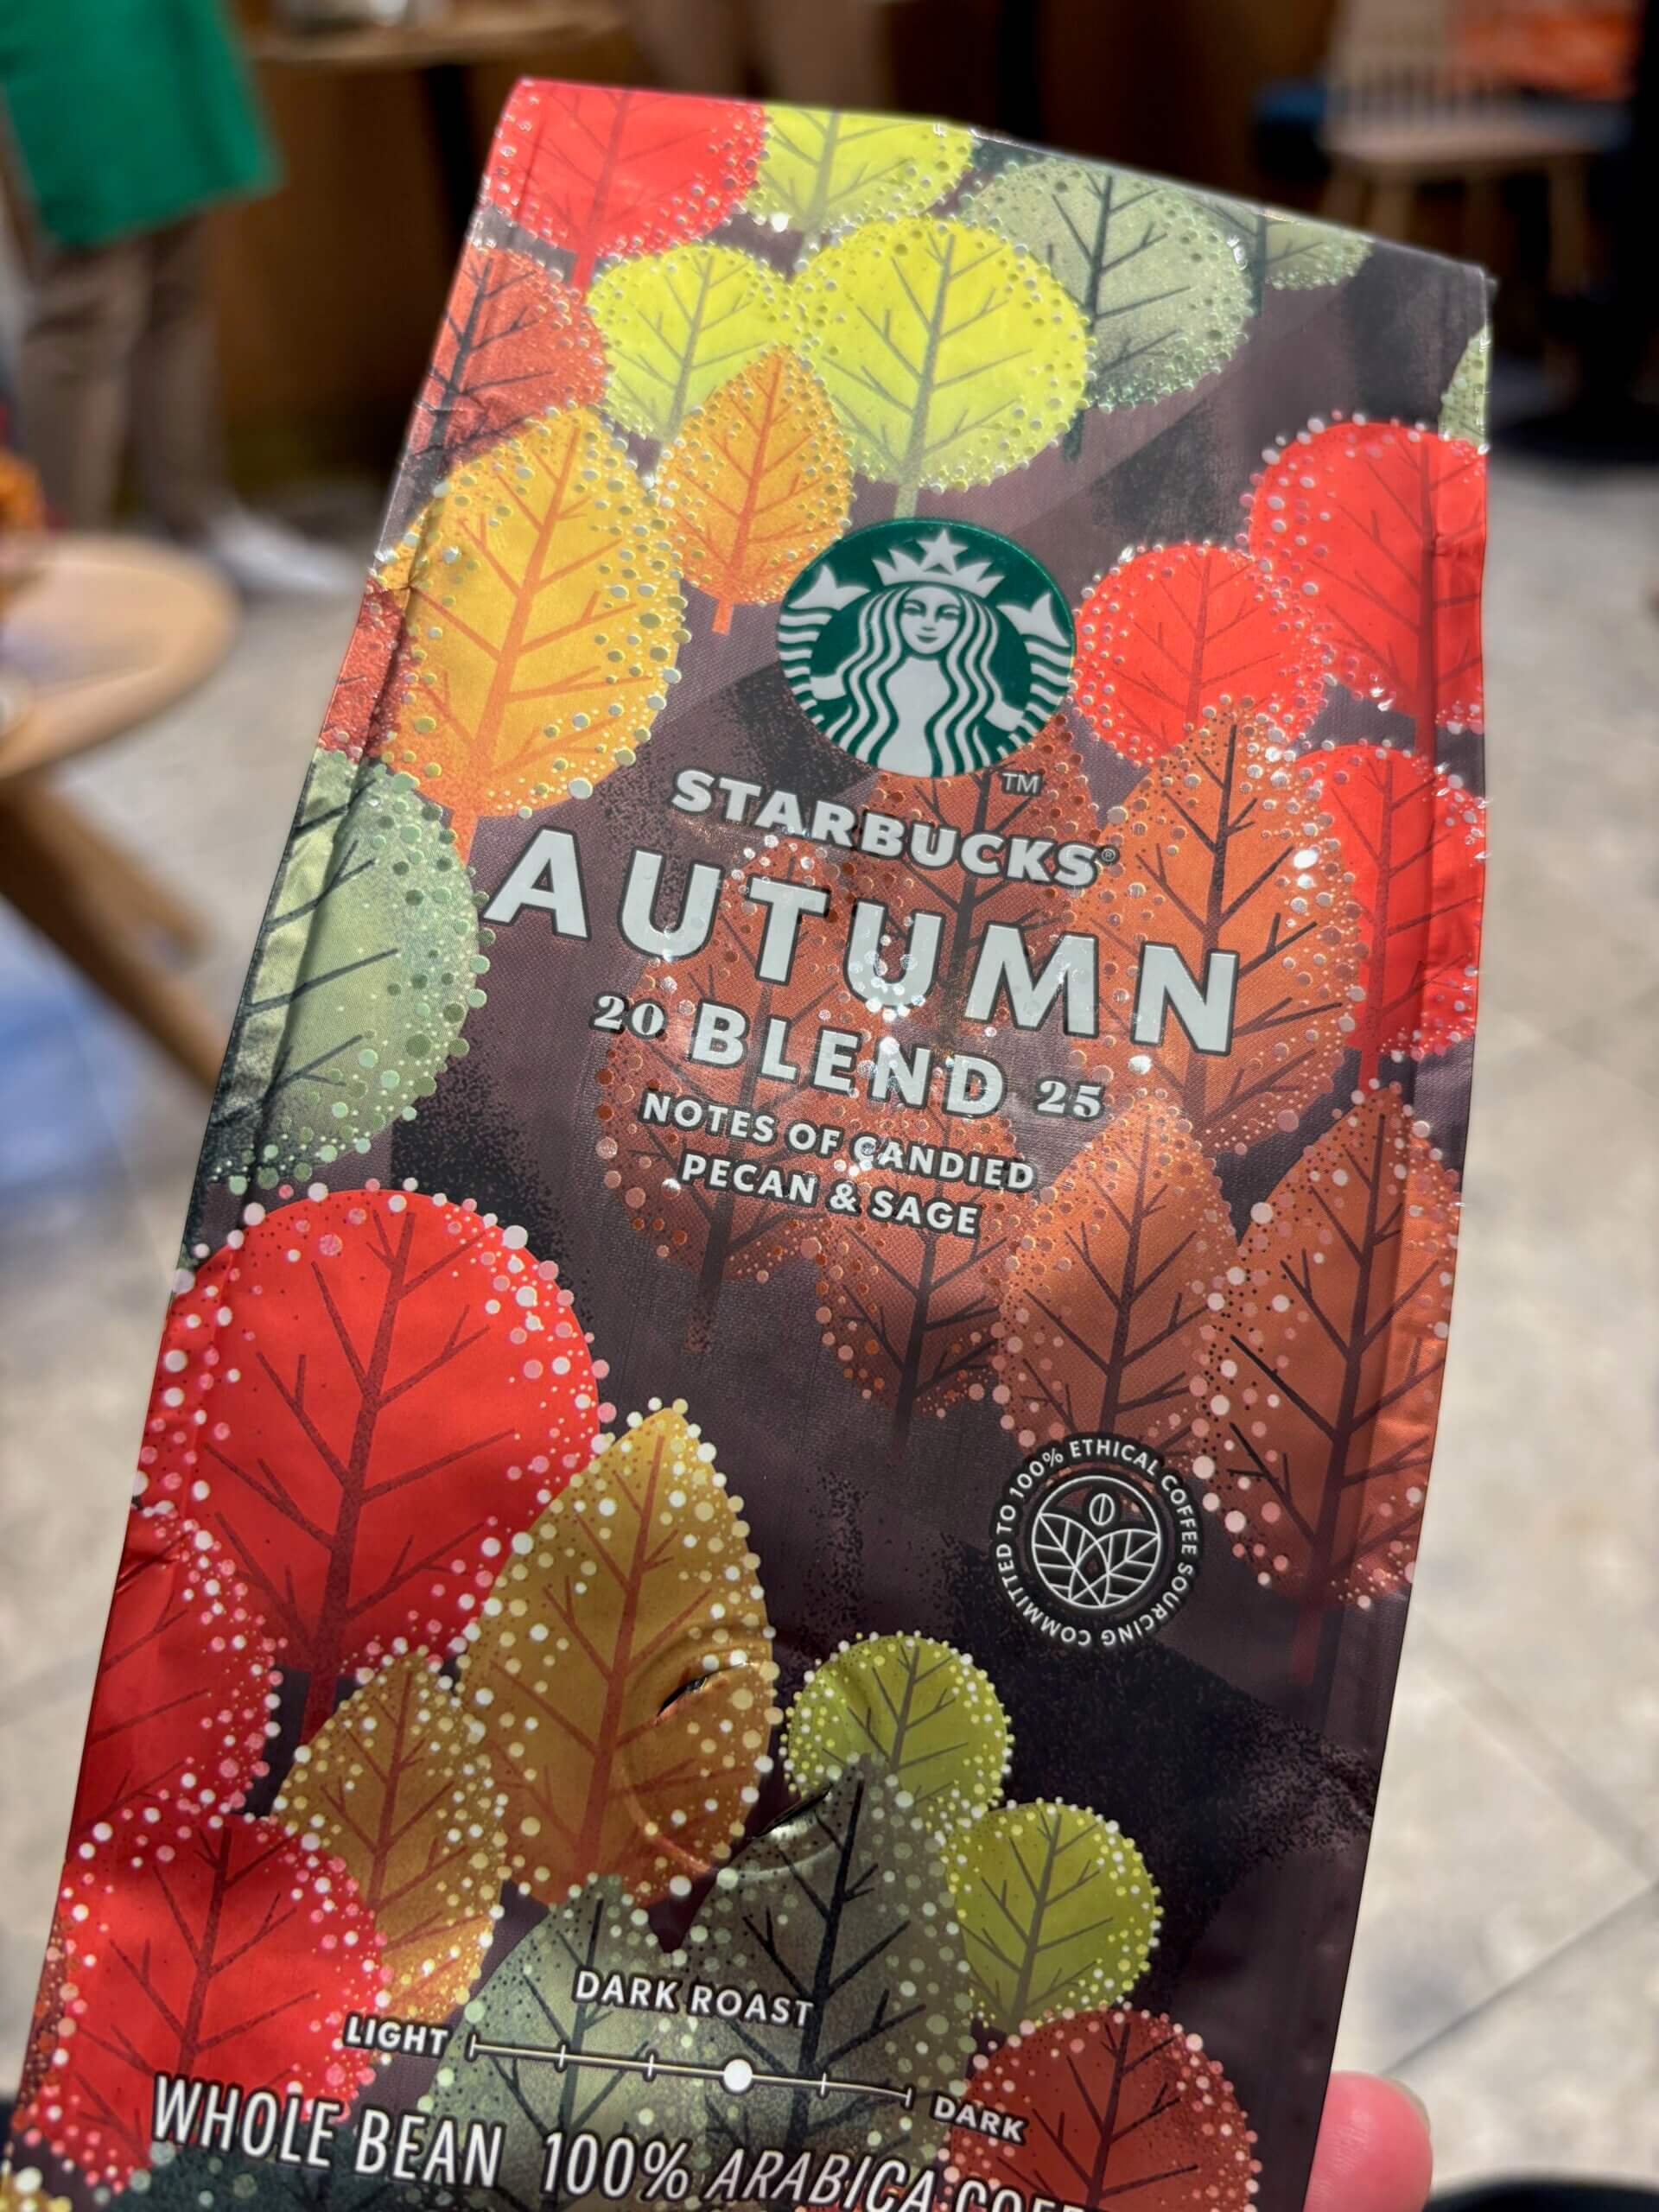 TM
STARBUCKS®
AUTUMN
20 BLEND 25
NOTES OF CANDIED
PECAN & SAGE
COMMITTED TO 100% ETHICAL COFFEE SOURCING
DARK ROAST
LIGHT DARK
WHOLE BEAN 100% ARABICA